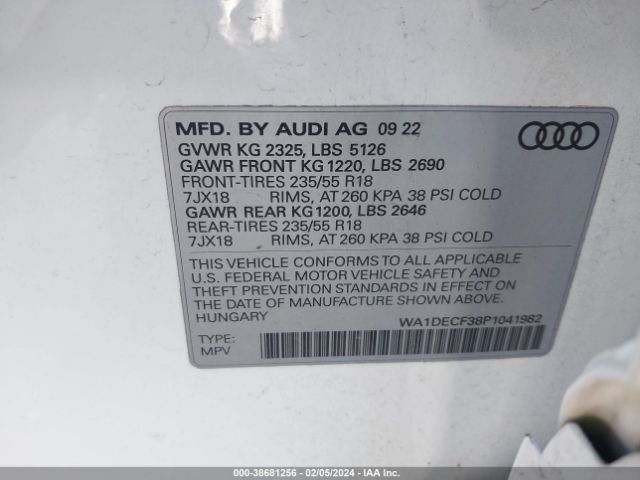 MFD. BY AUDI AG 09 22
GVWR KG 2325, LBS 5126
GAWR FRONT KG 1220, LBS 2690
FRONT-TIRES 235/55 R18
7JX18 RIMS, AT 260 KPA 38 PSI COLD
GAWR REAR KG 1200, LBS 2646
REAR-TIRES 235/55 R18
7JX18 RIMS, AT 260 KPA 38 PSI COLD
THIS VEHICLE CONFORMS TO ALL APPLICABLE
U.S. FEDERAL MOTOR VEHICLE SAFETY AND
THEFT PREVENTION STANDARDS IN EFFECT ON
THE DATE OF MANUFACTURE SHOWN ABOVE.
HUNGARY
WA1DECF38P1041982
TYPE:
MPV
000-38681256 - 02/05/2024 - IAA Inc.